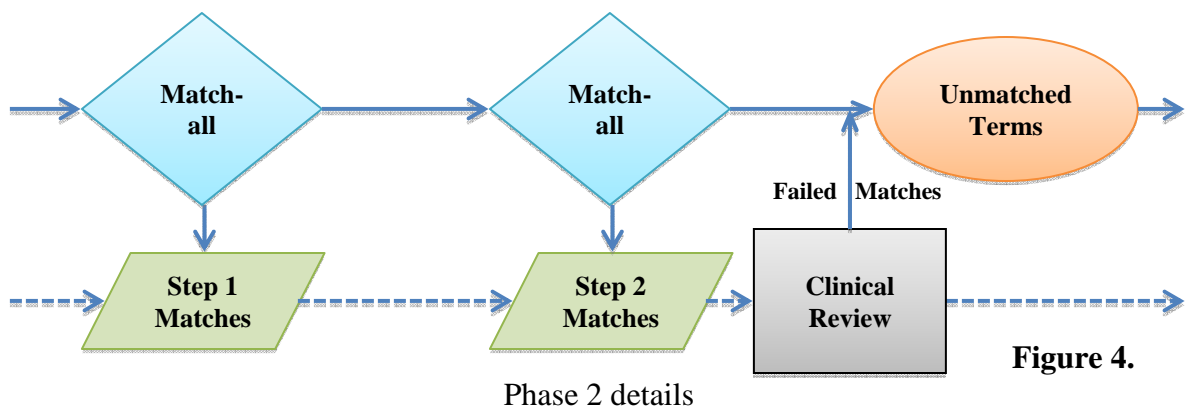 Match-
all
Match-
all
Unmatched
Terms
Failed Matches
Step 1
Matches
Step 2
Matches
Clinical
Review
Figure 4.
Phase 2 details